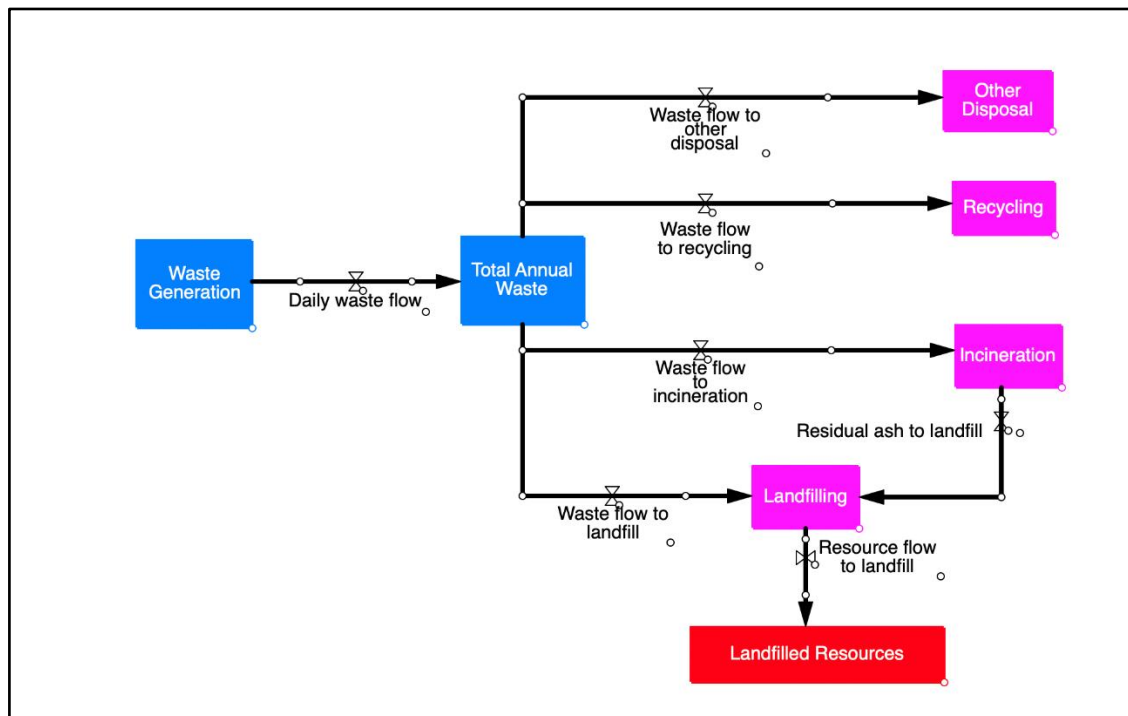 Other
Disposal
Waste flow to
other
disposal
Recycling
Waste flow
to recycling
Waste
Generation
Daily waste flow
Total Annual
Waste
Incineration
Waste flow
to
incineration
Residual ash to landfill
Landfilling
Waste flow to
landfill
Resource flow
to landfill
Landfilled Resources